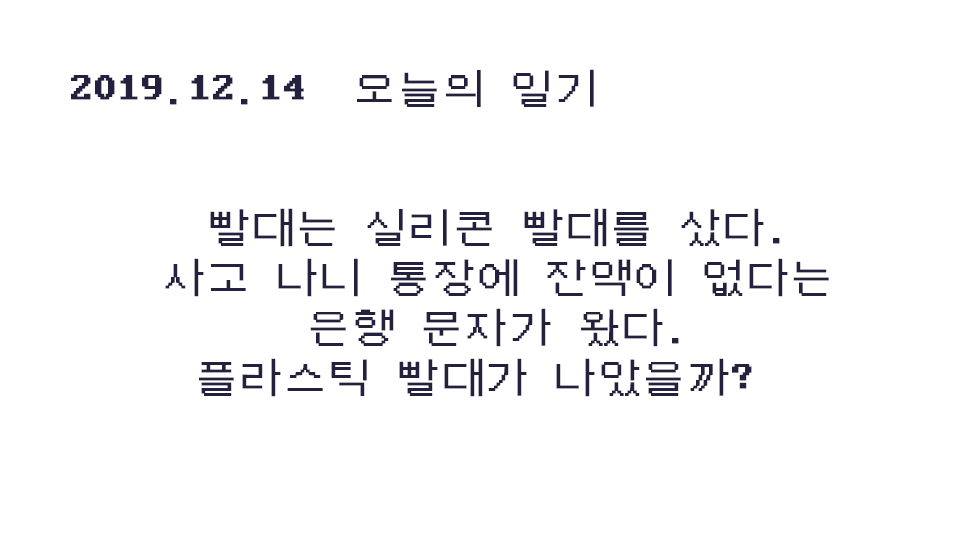 2019.12.14 오늘의 일기
빨대는 실리콘 빨대를 샀다.
사고 나니 통장에 잔액이 없다는
은행 문자가 왔다.
플라스틱 빨대가 나았을까?